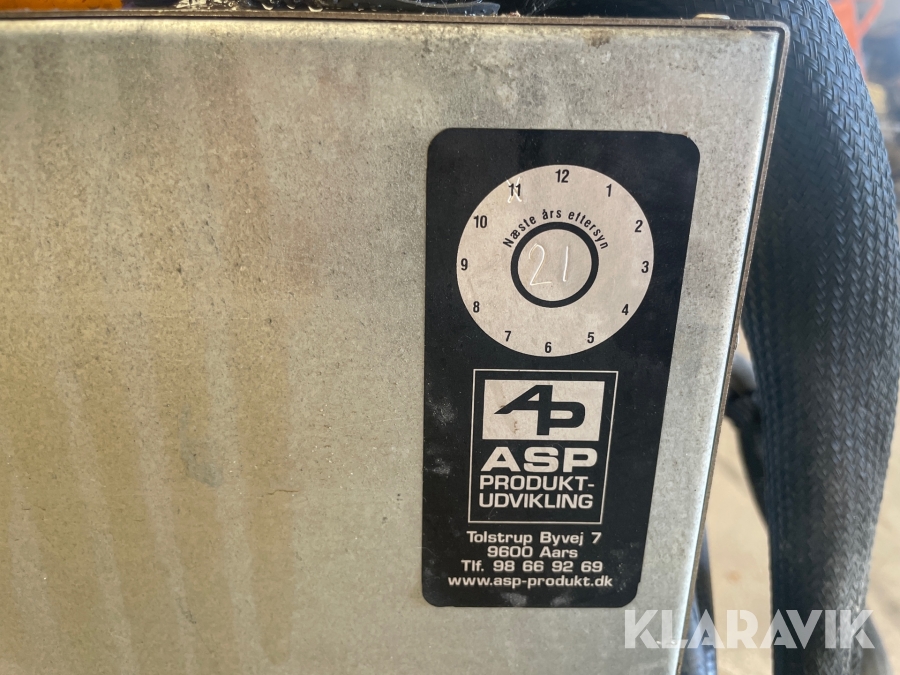 12
1
2
3
4
5
6
7
8
9
10
11
Næste års eftersyn
21
AP
ASP
PRODUKT-
UDVIKLING
Tolstrup Byvej 7
9600 Aars
Tlf. 98 66 92 69
www.asp-produkt.dk
KLARAVIK